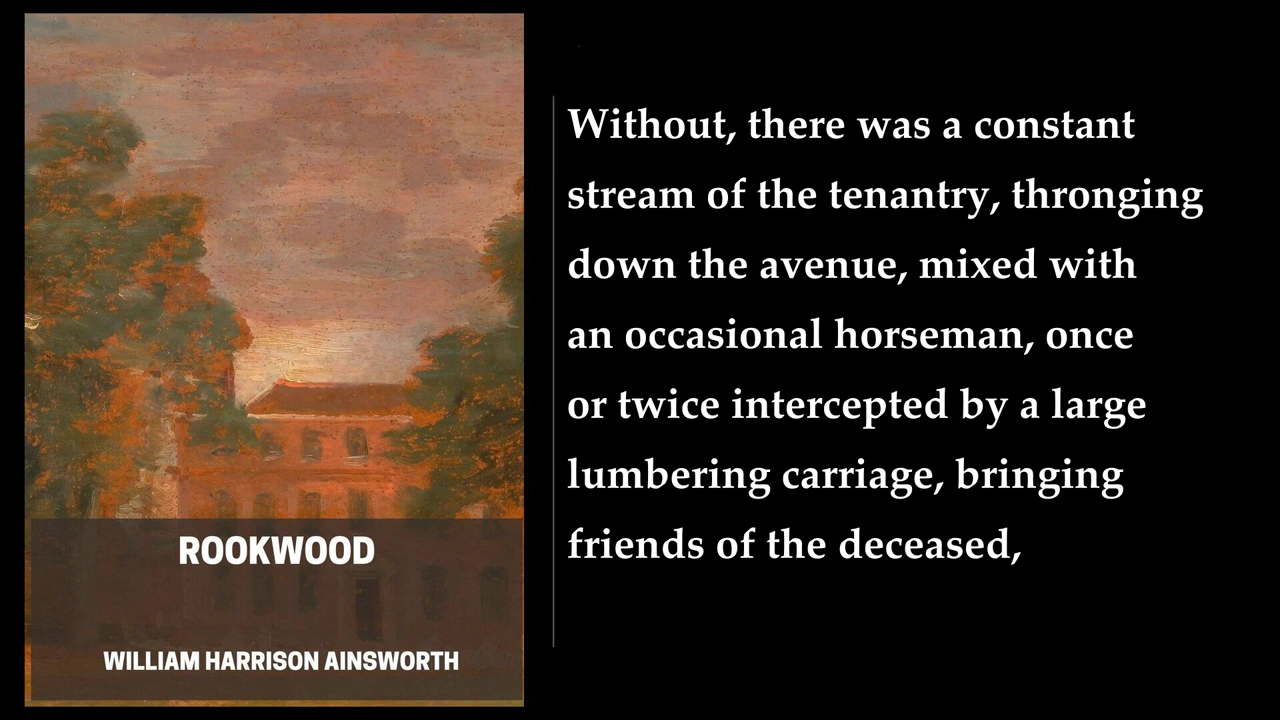 ROOKWOOD
WILLIAM HARRISON AINSWORTH
Without, there was a constant
stream of the tenantry, thronging
down the avenue, mixed with
an occasional horseman, once
or twice intercepted by a large
lumbering carriage, bringing
friends of the deceased,